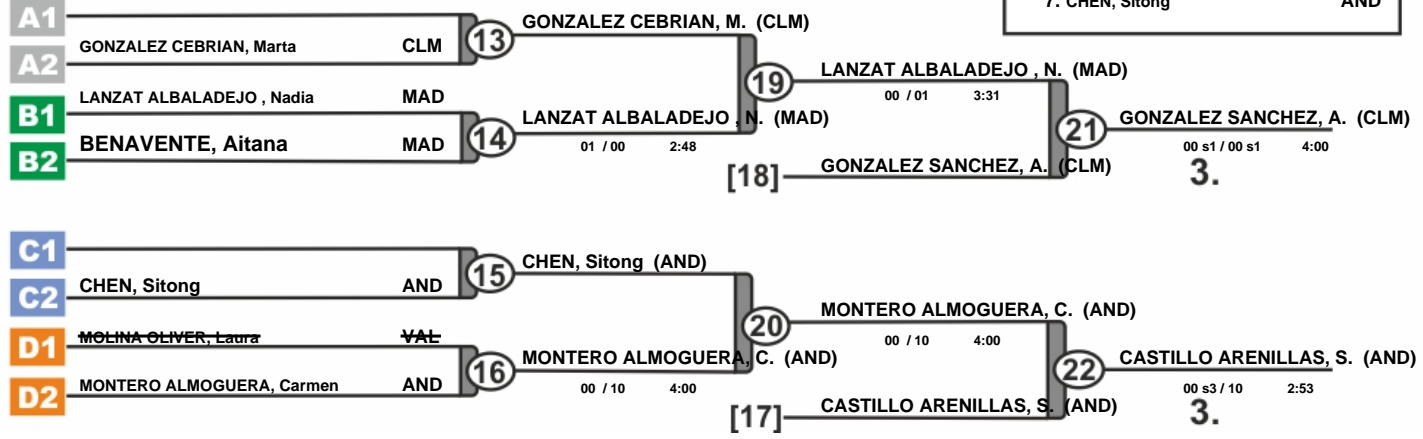 7. CHEN, Sitong AND
A1
GONZALEZ CEBRIAN, M. (CLM)
GONZALEZ CEBRIAN, Marta CLM
13
A2
LANZAT ALBALADEJO , N. (MAD)
19
00 / 01 3:31
LANZAT ALBALADEJO , Nadia MAD
B1
LANZAT ALBALADEJO , N. (MAD)
GONZALEZ SANCHEZ, A. (CLM)
21
BENAVENTE, Aitana MAD
14
01 / 00 2:48
00 s1 / 00 s1 4:00
B2
GONZALEZ SANCHEZ, A. (CLM)
[18]
3.
C1
CHEN, Sitong (AND)
15
CHEN, Sitong AND
C2
MONTERO ALMOGUERA, C. (AND)
20
MOLINA OLIVER, Laura VAL
D1
00 / 10 4:00
MONTERO ALMOGUERA, C. (AND)
CASTILLO ARENILLAS, S. (AND)
16
22
MONTERO ALMOGUERA, Carmen AND
D2
00 / 10 4:00
00 s3 / 10 2:53
CASTILLO ARENILLAS, S. (AND)
[17]
3.